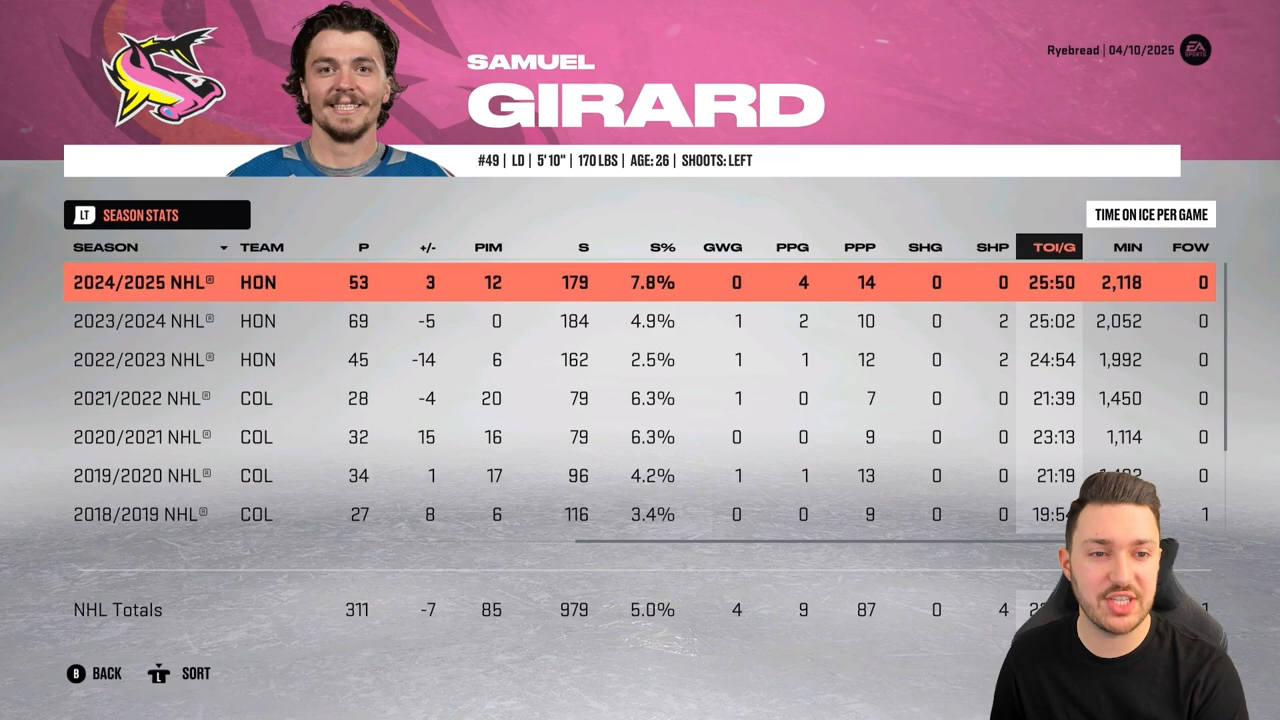 Ryebread | 04/10/2025
EA SPORTS
SAMUEL
GIRARD
#49 | LD | 5'10" | 170 LBS | AGE: 26 | SHOOTS: LEFT
LT SEASON STATS
TIME ON ICE PER GAME
SEASON TEAM P +/- PIM S S% GWG PPG PPP SHG SHP TOI/G MIN FOW
2024/2025 NHL® HON 53 3 12 179 7.8% 0 4 14 0 0 25:50 2,118 0
2023/2024 NHL® HON 69 -5 0 184 4.9% 1 2 10 0 2 25:02 2,052 0
2022/2023 NHL® HON 45 -14 6 162 2.5% 1 1 12 0 2 24:54 1,992 0
2021/2022 NHL® COL 28 -4 20 79 6.3% 1 0 7 0 0 21:39 1,450 0
2020/2021 NHL® COL 32 15 16 79 6.3% 0 0 9 0 0 23:13 1,114 0
2019/2020 NHL® COL 34 1 17 96 4.2% 1 1 13 0 0 21:19 0
2018/2019 NHL® COL 27 8 6 116 3.4% 0 0 9 0 0 1
NHL Totals 311 -7 85 979 5.0% 4 9 87 0 4
B BACK L SORT